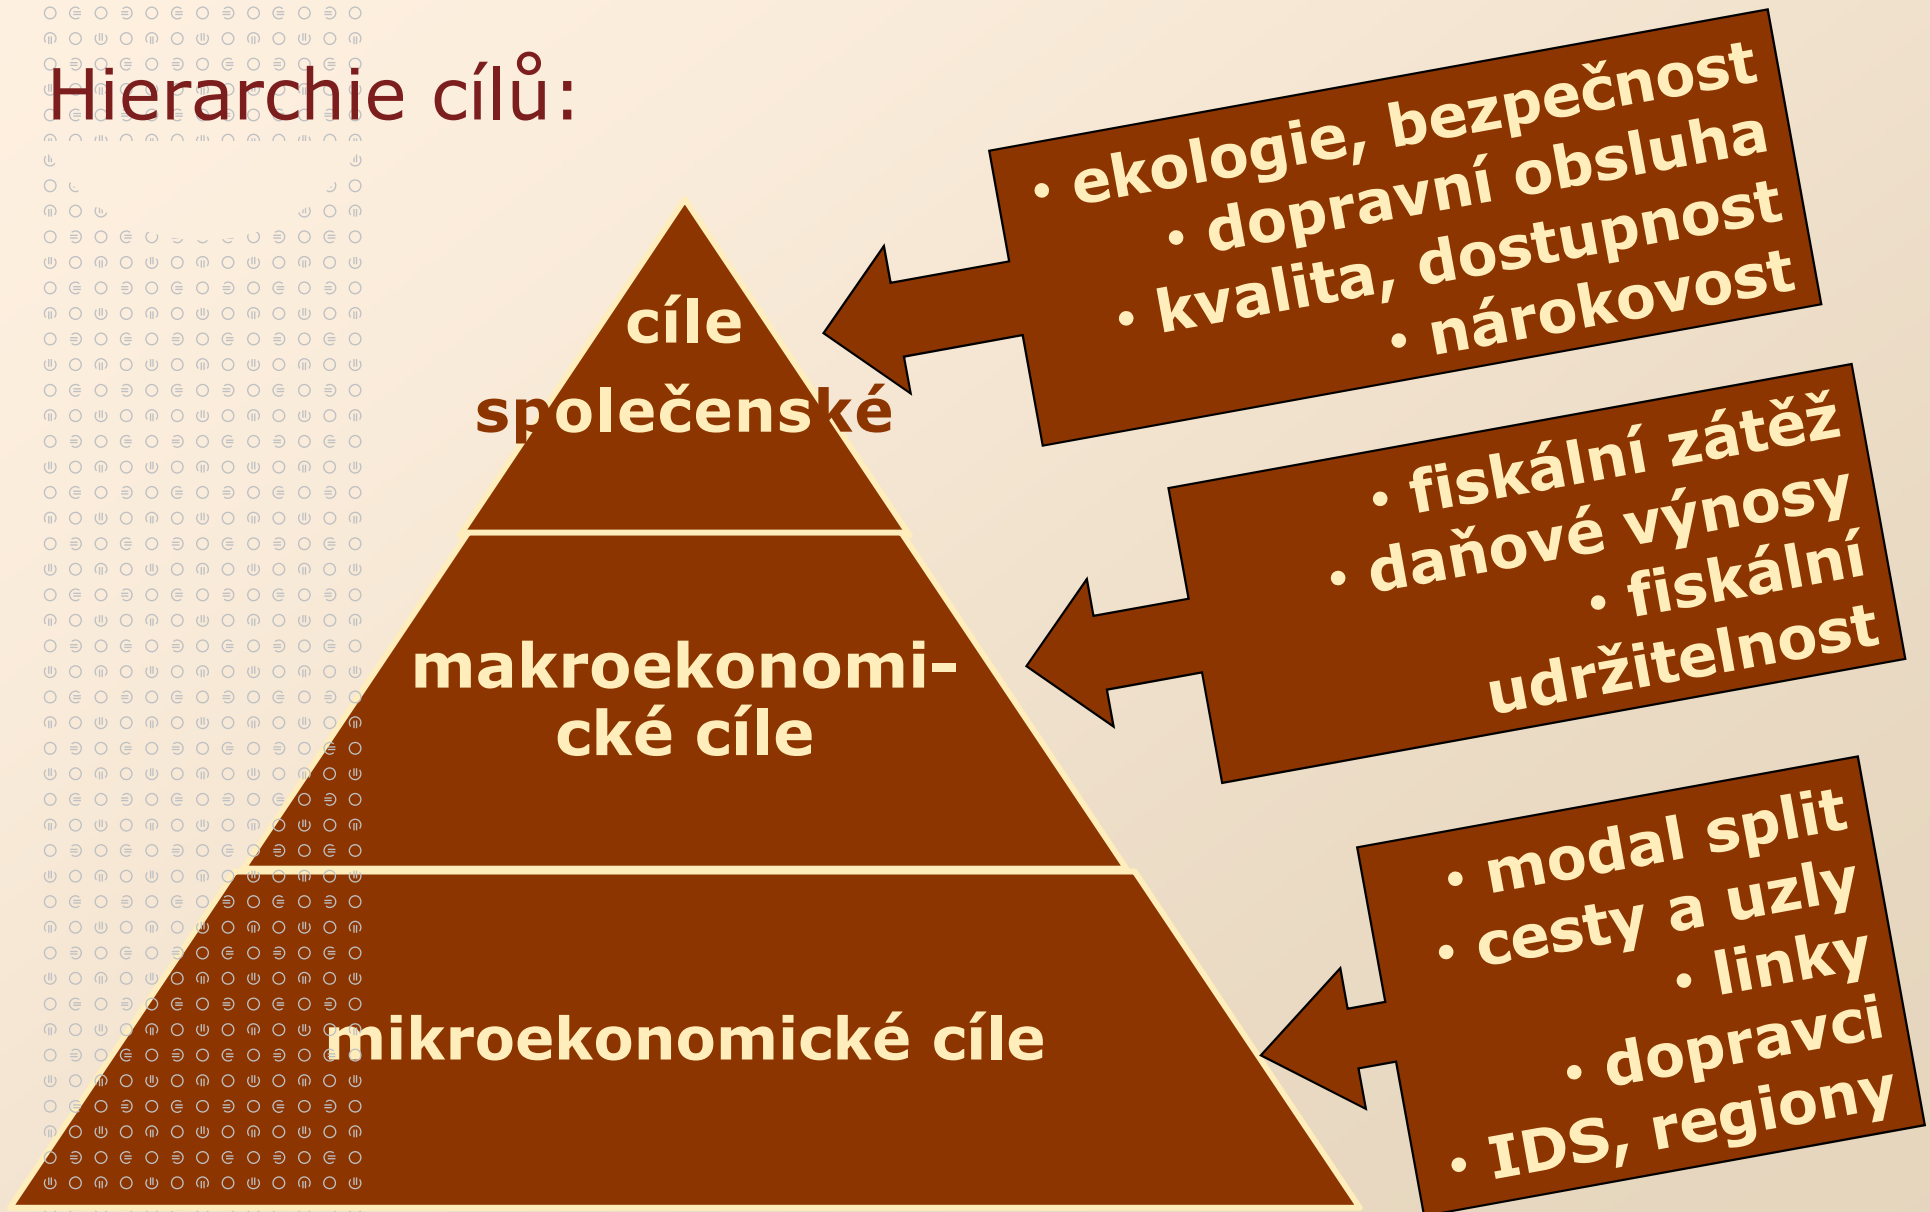 Hierarchie cílů:
cíle
společenské
makroekonomi-
cké cíle
mikroekonomické cíle
• ekologie, bezpečnost
• dopravní obsluha
• kvalita, dostupnost
• nárokovost
• fiskální zátěž
• daňové výnosy
• fiskální
udržitelnost
• modal split
• cesty a uzly
• linky
• dopravci
• IDS, regiony